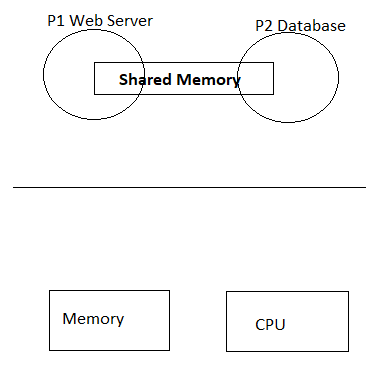 P1 Web Server
P2 Database
Shared Memory
Memory
CPU